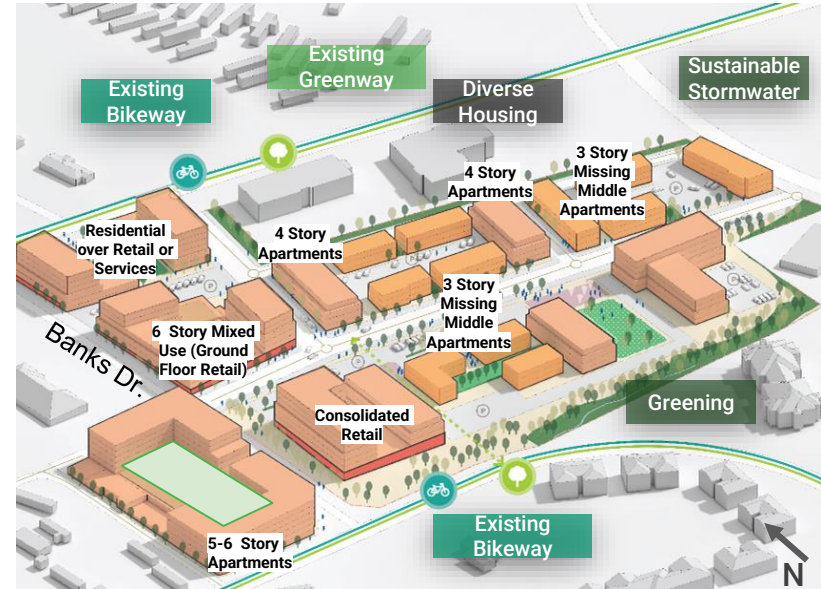 Existing
Greenway
Existing
Bikeway
Diverse
Housing
Sustainable
Stormwater
3 Story
Missing
Middle
Apartments
4 Story
Apartments
Residential
over Retail or
Services
4 Story
Apartments
3 Story
Missing
Middle
Apartments
6 Story Mixed
Use (Ground
Floor Retail)
Banks Dr.
Consolidated
Retail
Greening
Existing
Bikeway
5-6 Story
Apartments
N
P
P
P
P
P
P